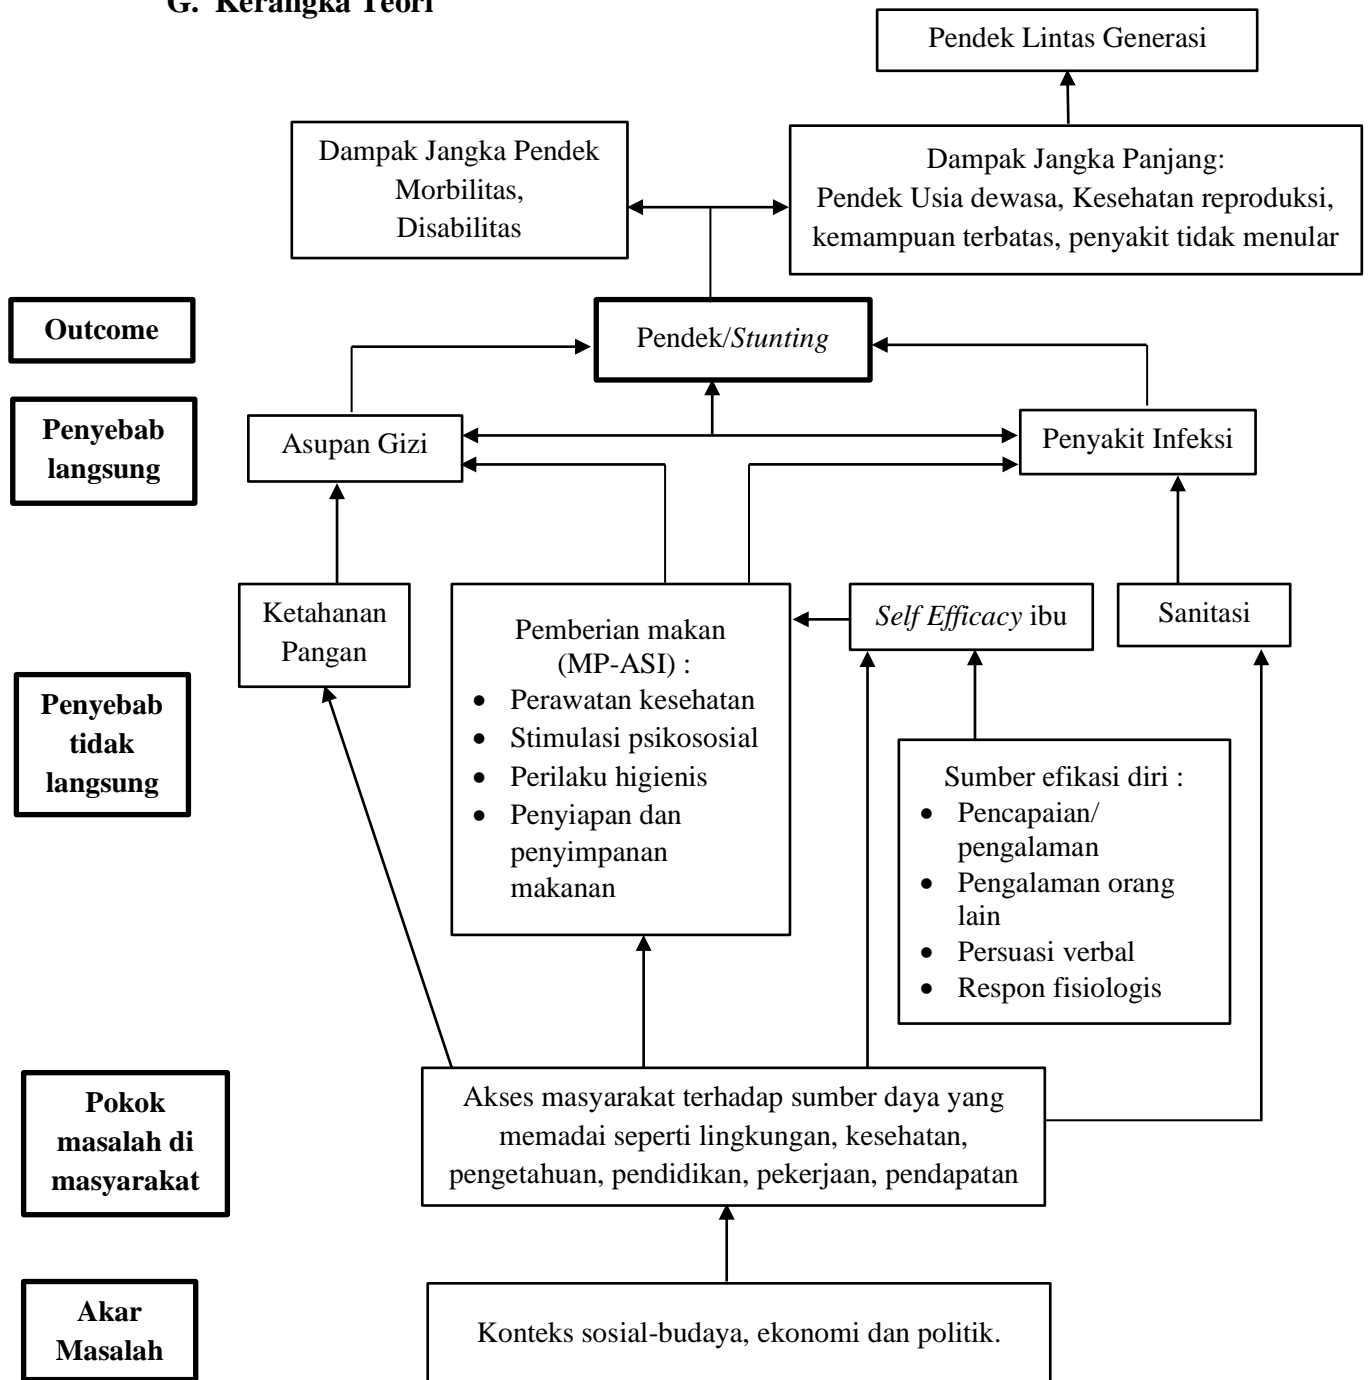 G. Kerangka Teori
Pendek Lintas Generasi
Dampak Jangka Pendek
Morbilitas,
Disabilitas
Dampak Jangka Panjang:
Pendek Usia dewasa, Kesehatan reproduksi,
kemampuan terbatas, penyakit tidak menular
Outcome
Pendek/Stunting
Penyebab
langsung
Asupan Gizi
Penyakit Infeksi
Ketahanan
Pangan
Pemberian makan
(MP-ASI) :
• Perawatan kesehatan
• Stimulasi psikososial
• Perilaku higienis
• Penyiapan dan
penyimpanan
makanan
Self Efficacy ibu
Sanitasi
Penyebab
tidak
langsung
Sumber efikasi diri :
• Pencapaian/
pengalaman
• Pengalaman orang
lain
• Persuasi verbal
• Respon fisiologis
Pokok
masalah di
masyarakat
Akses masyarakat terhadap sumber daya yang
memadai seperti lingkungan, kesehatan,
pengetahuan, pendidikan, pekerjaan, pendapatan
Akar
Masalah
Konteks sosial-budaya, ekonomi dan politik.